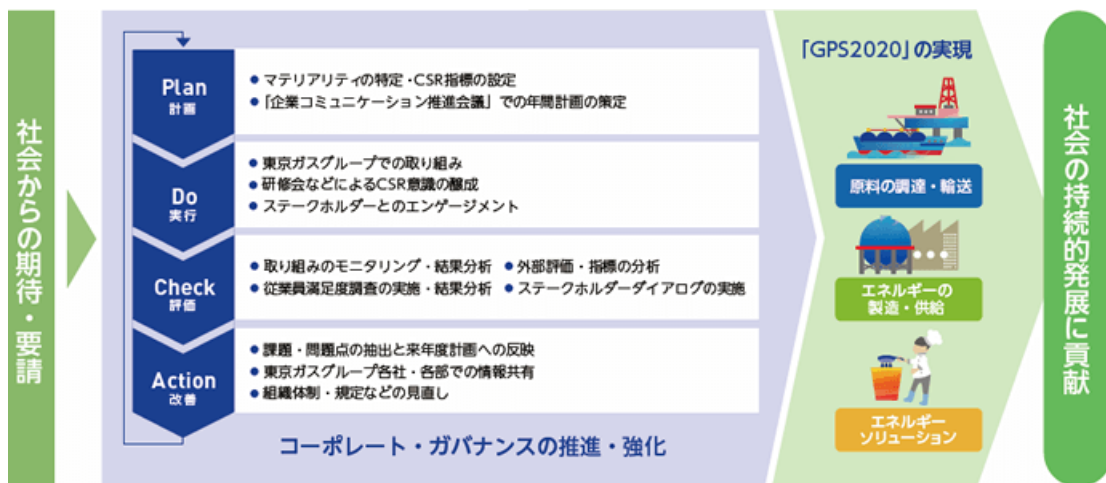 社会からの期待・要請
Plan
計画
● マテリアリティの特定・CSR指標の設定
● 「企業コミュニケーション推進会議」での年間計画の策定
Do
実行
● 東京ガスグループでの取り組み
● 研修会などによるCSR意識の醸成
● ステークホルダーとのエンゲージメント
Check
評価
● 取り組みのモニタリング・結果分析 ● 外部評価・指標の分析
● 従業員満足度調査の実施・結果分析 ● ステークホルダーダイアログの実施
Action
改善
● 課題・問題点の抽出と来年度計画への反映
● 東京ガスグループ各社・各部での情報共有
● 組織体制・規定などの見直し
コーポレート・ガバナンスの推進・強化
「GPS2020」の実現
原料の調達・輸送
エネルギーの
製造・供給
エネルギー
ソリューション
社会の持続的発展に貢献